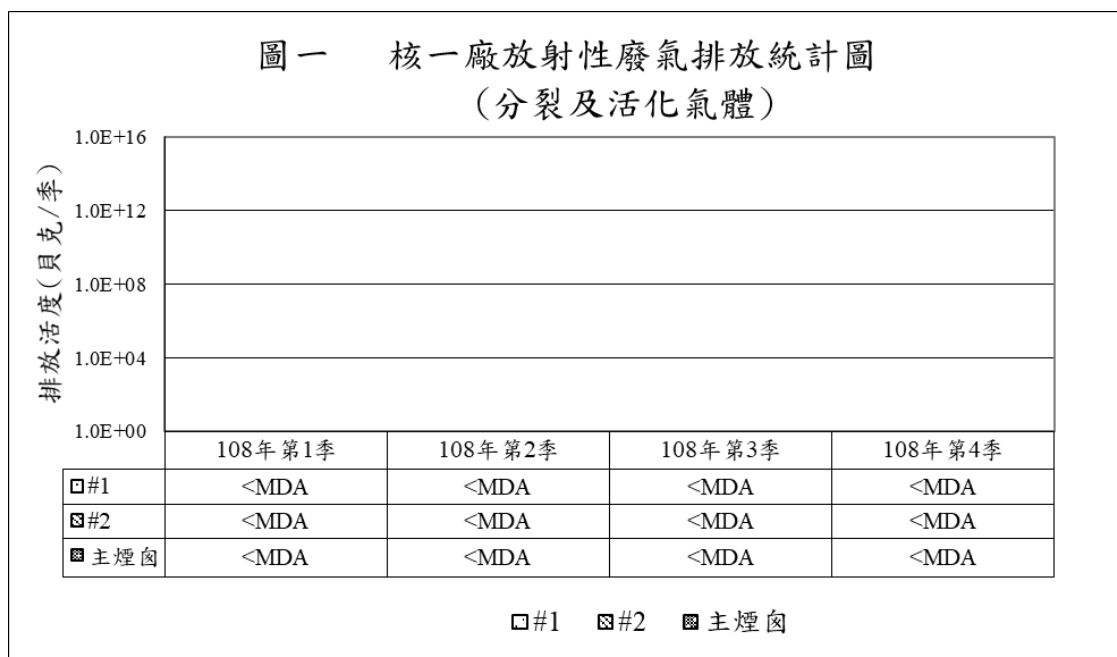 圖一 核一廠放射性廢氣排放統計圖
(分裂及活化氣體)
排放活度(貝克/季)
1.0E+16
1.0E+12
1.0E+08
1.0E+04
1.0E+00
108年第1季 108年第2季 108年第3季 108年第4季
#1 <MDA <MDA <MDA <MDA
#2 <MDA <MDA <MDA <MDA
主煙囪 <MDA <MDA <MDA <MDA
#1 #2 主煙囪